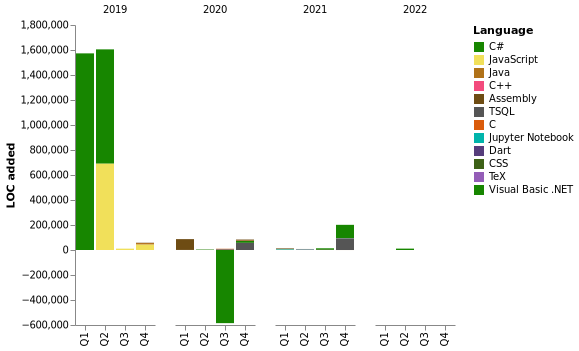 2019 2020 2021 2022
LOC added
1,800,000
1,600,000
1,400,000
1,200,000
1,000,000
800,000
600,000
400,000
200,000
0
−200,000
−400,000
−600,000
Q1 Q2 Q3 Q4 Q1 Q2 Q3 Q4 Q1 Q2 Q3 Q4 Q1 Q2 Q3 Q4
Language
C#
JavaScript
Java
C++
Assembly
TSQL
C
Jupyter Notebook
Dart
CSS
TeX
Visual Basic .NET